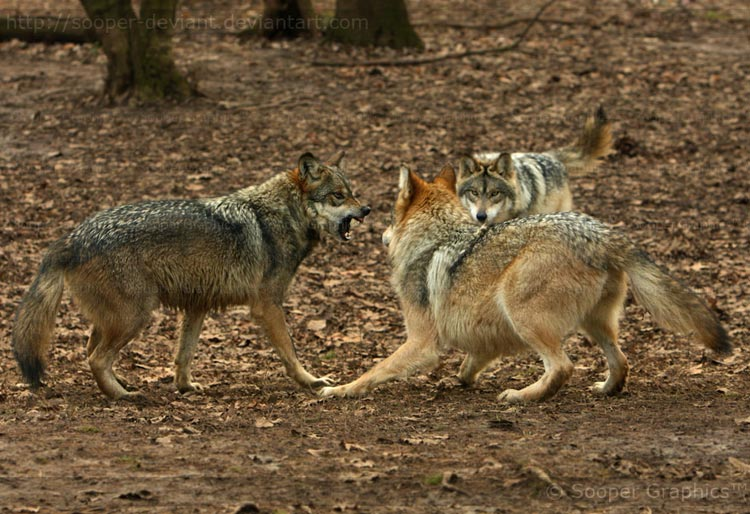 http://sooper-deviant.deviantart.com/
© Sooper Graphics™